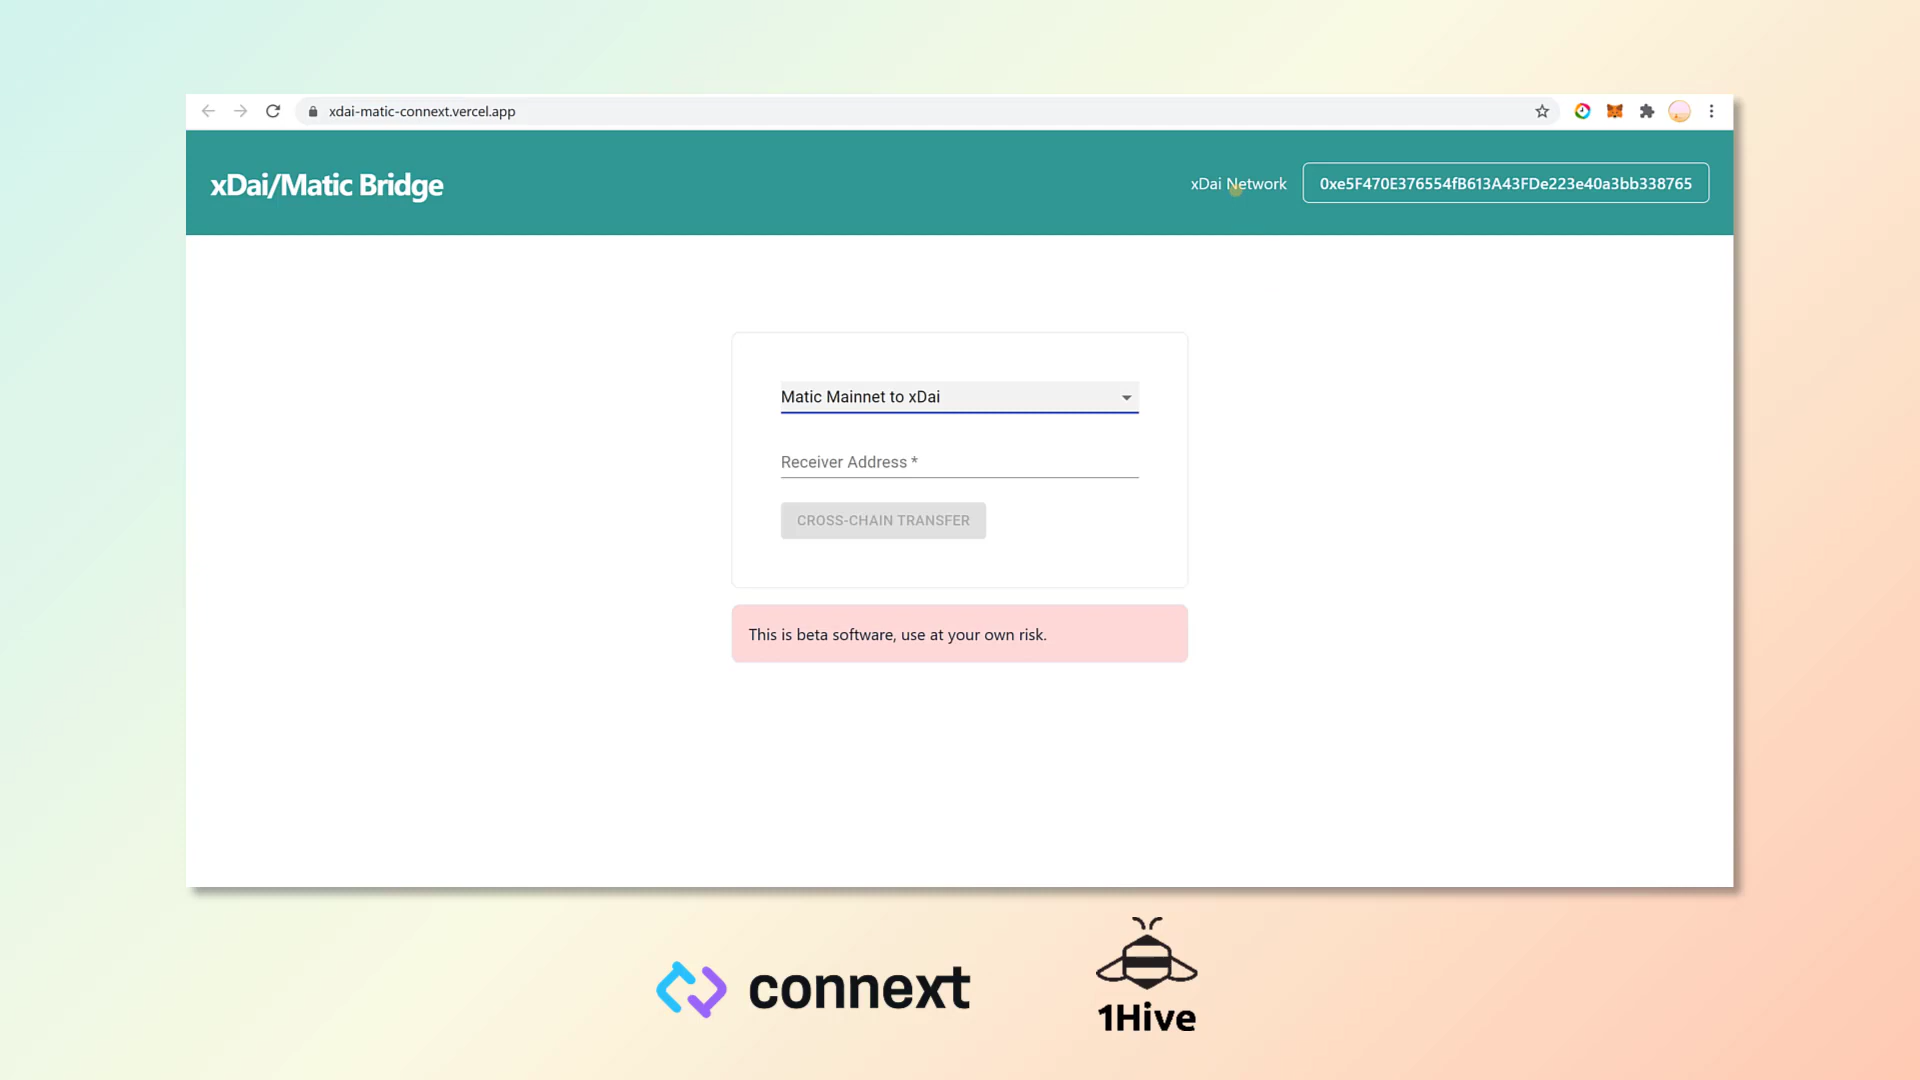 xdai-matic-connext.vercel.app
xDai/Matic Bridge
xDai Network
0xe5F470E376554fB613A43FDe223e40a3bb338765
Matic Mainnet to xDai
Receiver Address *
CROSS-CHAIN TRANSFER
This is beta software, use at your own risk.
connext
1Hive